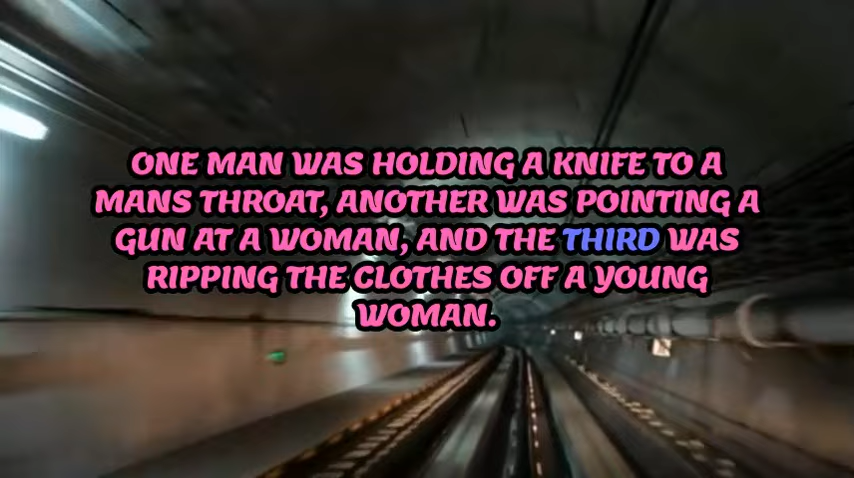 ONE MAN WAS HOLDING A KNIFE TO A
MANS THROAT, ANOTHER WAS POINTING A
GUN AT A WOMAN, AND THE THIRD WAS
RIPPING THE CLOTHES OFF A YOUNG
WOMAN.